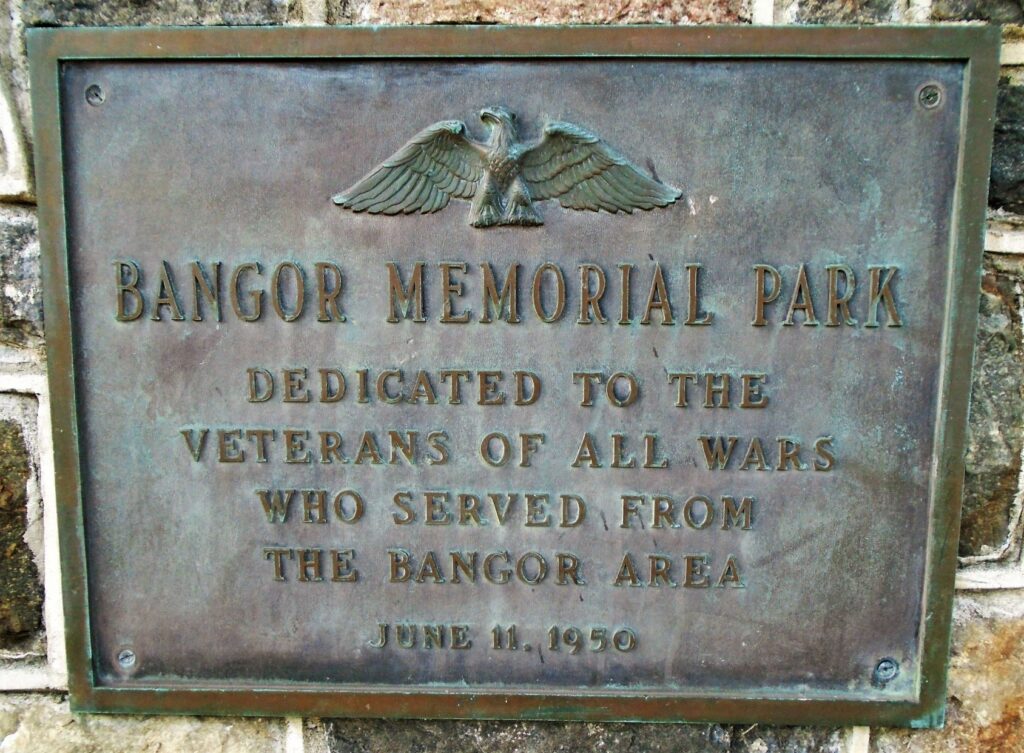 BANGOR MEMORIAL PARK
DEDICATED TO THE
VETERANS OF ALL WARS
WHO SERVED FROM
THE BANGOR AREA
JUNE 11. 1950